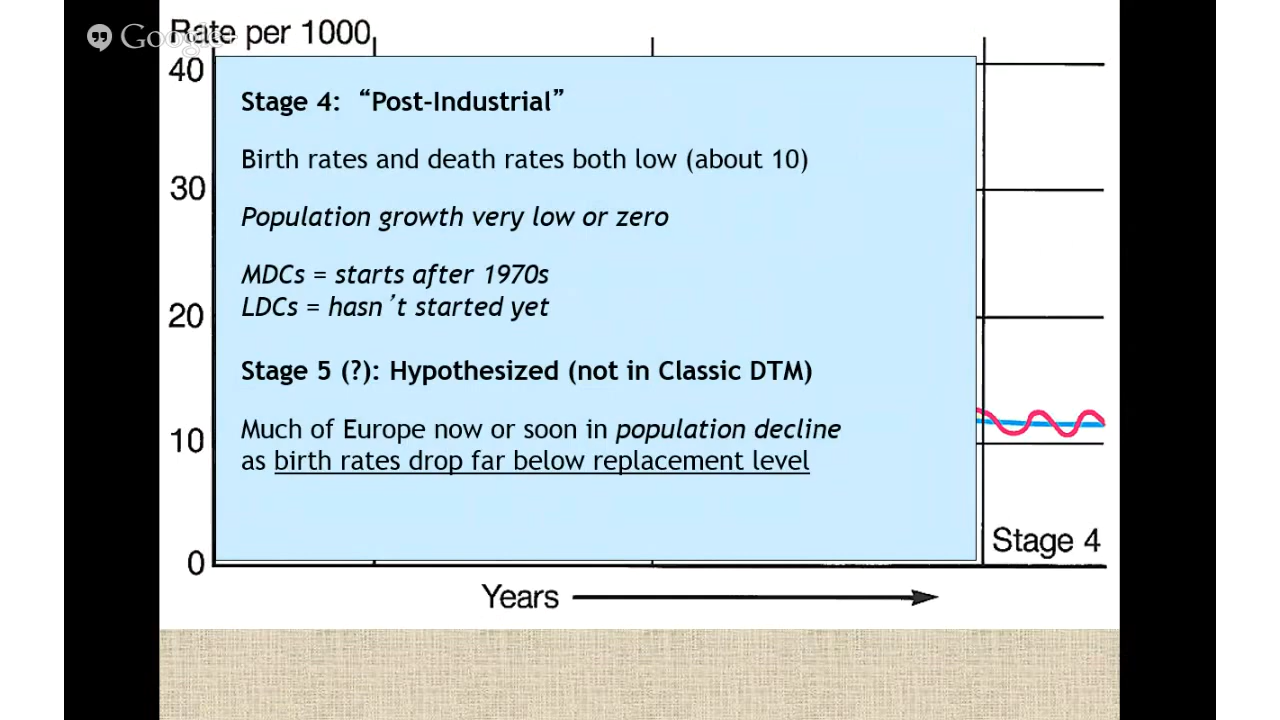 Rate per 1000
Google+
40
Stage 4: “Post-Industrial”
Birth rates and death rates both low (about 10)
30
Population growth very low or zero
MDCs = starts after 1970s
LDCs = hasn’t started yet
20
Stage 5 (?): Hypothesized (not in Classic DTM)
Much of Europe now or soon in population decline
10
as birth rates drop far below replacement level
Stage 4
0
Years